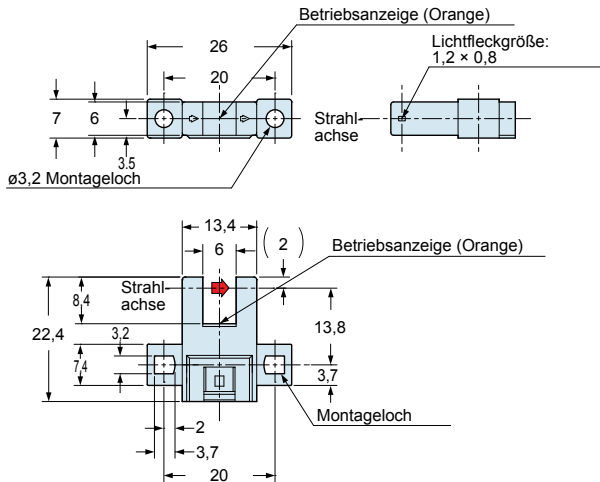 Betriebsanzeige (Orange)
26
20
Lichtfleckgröße:
1,2 × 0,8
7
6
3.5
Strahl-
achse
ø3,2 Montageloch
13,4
6
( 2 )
Betriebsanzeige (Orange)
Strahl-
achse
8,4
22,4
3,2
7,4
13,8
3,7
Montageloch
2
3,7
20